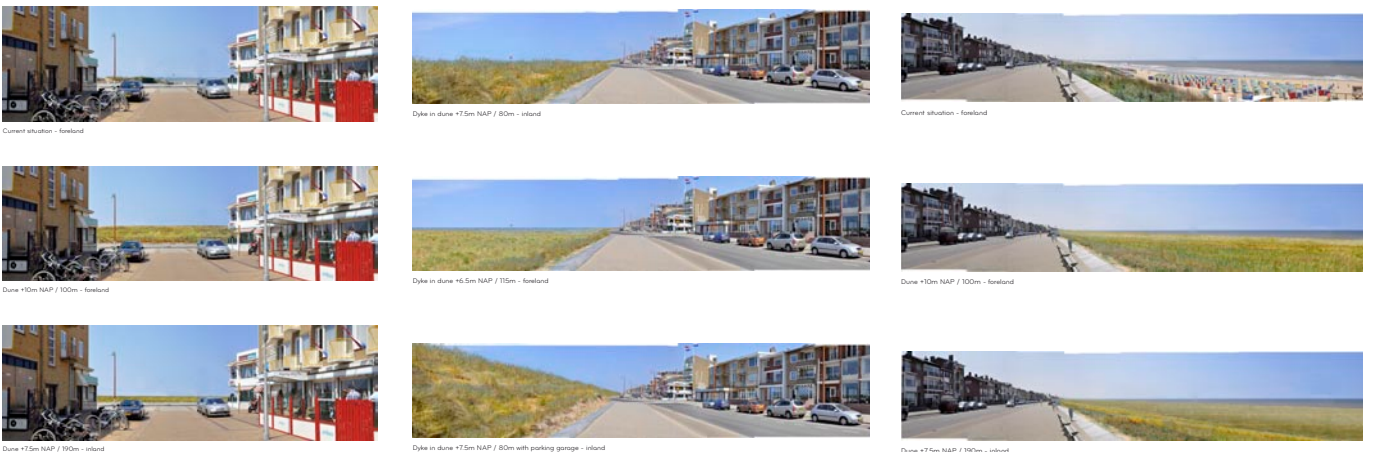 Current situation - foreland
Dyke in dune +7.5m NAP / 80m - inland
Current situation - foreland
Dune +10m NAP / 100m - foreland
Dyke in dune +6.5m NAP / 115m - foreland
Dune +10m NAP / 100m - foreland
Dune +7.5m NAP / 190m - inland
Dyke in dune +7.5m NAP / 80m with parking garage - inland
Dune +7.5m NAP / 190m - inland